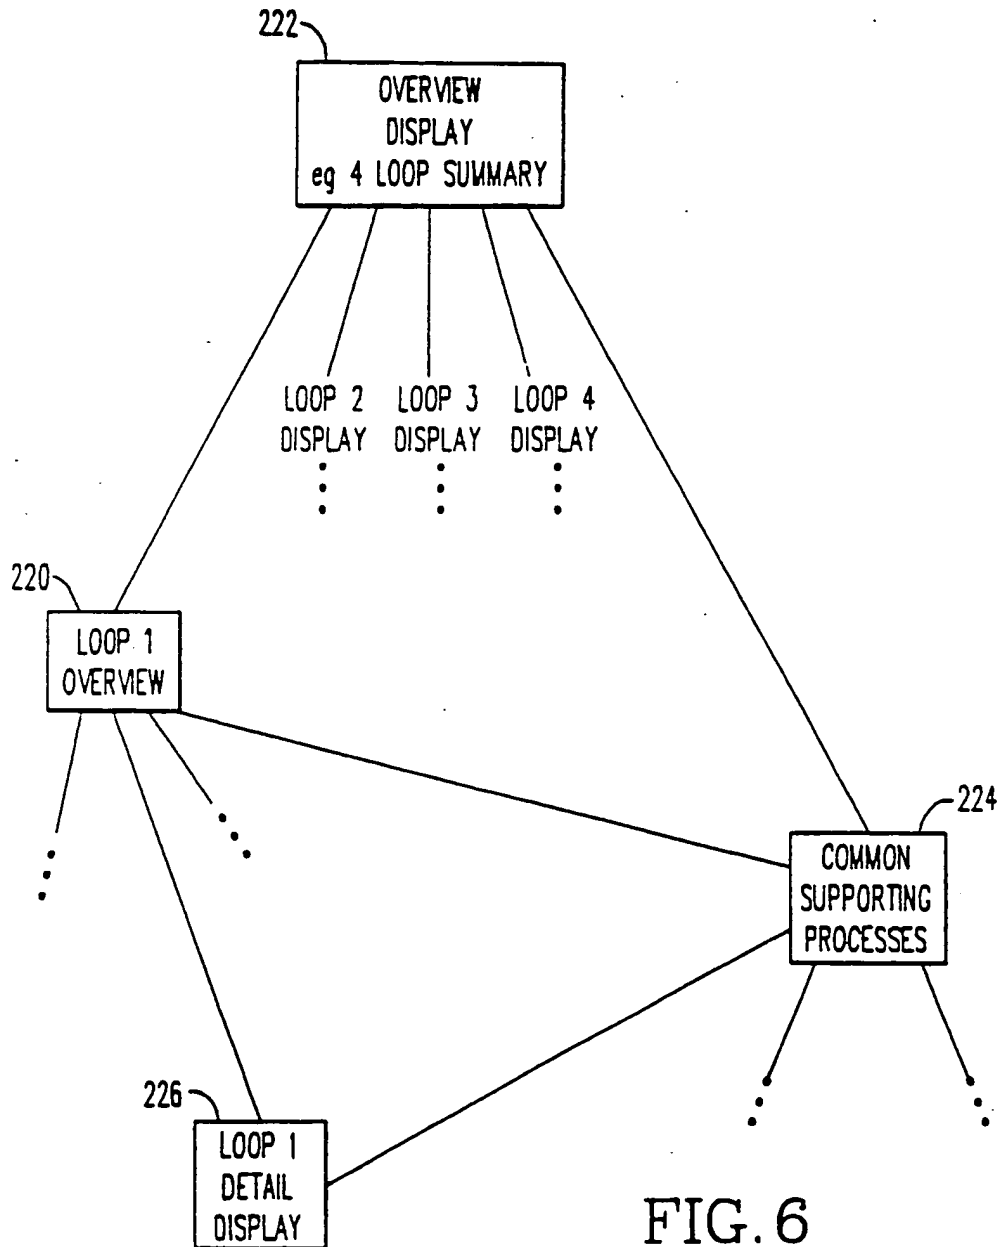 222
OVERVIEW
DISPLAY
eg 4 LOOP SUMMARY
LOOP 2
DISPLAY
LOOP 3
DISPLAY
LOOP 4
DISPLAY
220
LOOP 1
OVERVIEW
224
COMMON
SUPPORTING
PROCESSES
226
LOOP 1
DETAIL
DISPLAY
FIG. 6